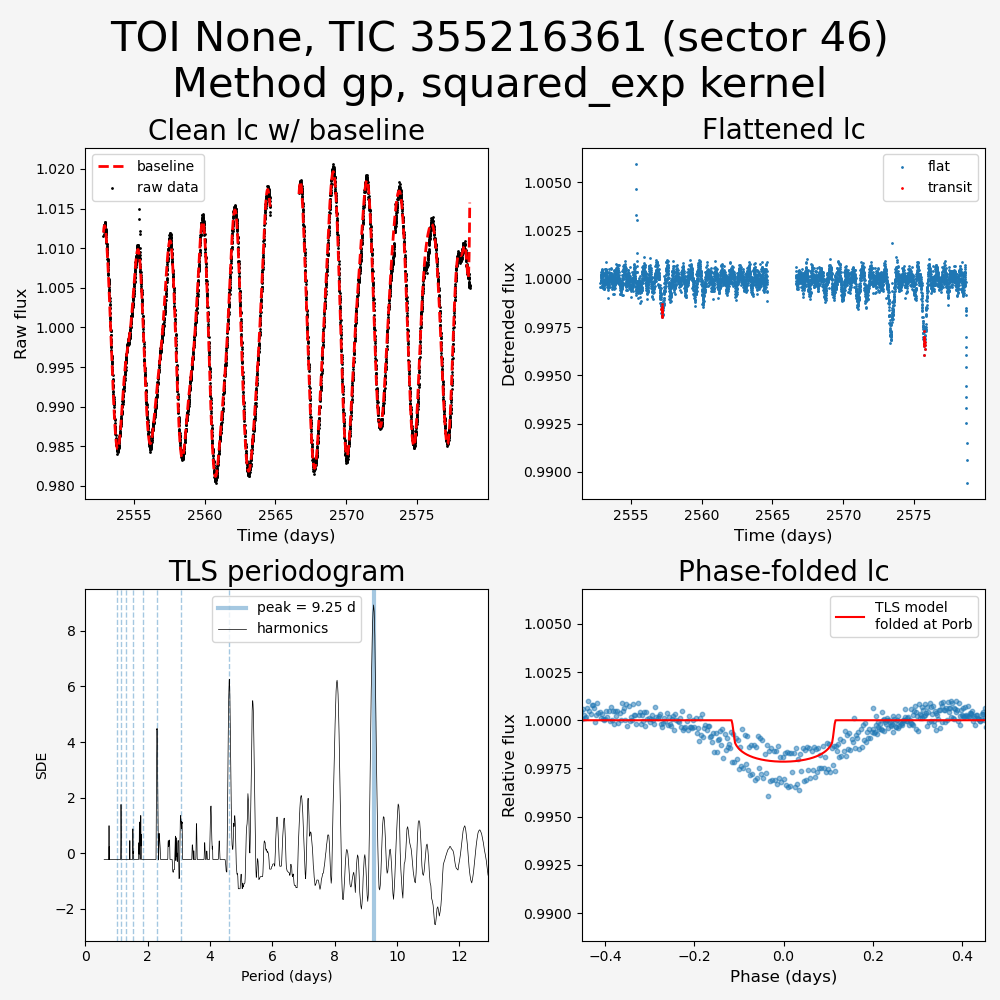 TOI None, TIC 355216361 (sector 46)
Method gp, squared_exp kernel
Clean lc w/ baseline
baseline
raw data
1.020
1.015
1.010
1.005
1.000
0.995
0.990
0.985
0.980
Raw flux
2555 2560 2565 2570 2575
Time (days)
Flattened lc
flat
transit
1.0050
1.0025
1.0000
0.9975
0.9950
0.9925
0.9900
Detrended flux
2555 2560 2565 2570 2575
Time (days)
TLS periodogram
peak = 9.25 d
harmonics
8
6
4
2
0
−2
SDE
0 2 4 6 8 10 12
Period (days)
Phase-folded lc
TLS model
folded at Porb
1.0050
1.0025
1.0000
0.9975
0.9950
0.9925
0.9900
Relative flux
−0.4 −0.2 0.0 0.2 0.4
Phase (days)